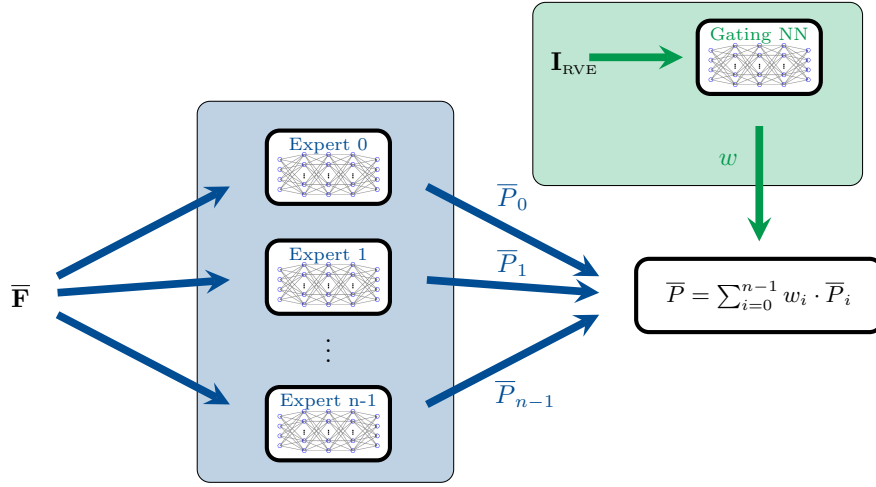 Gating NN
I_RVE
w
Expert 0
P̅_0
Expert 1
P̅_1
F̅
P̅ = ∑_{i=0}^{n−1} w_i · P̅_i
⋮
Expert n-1
P̅_{n−1}